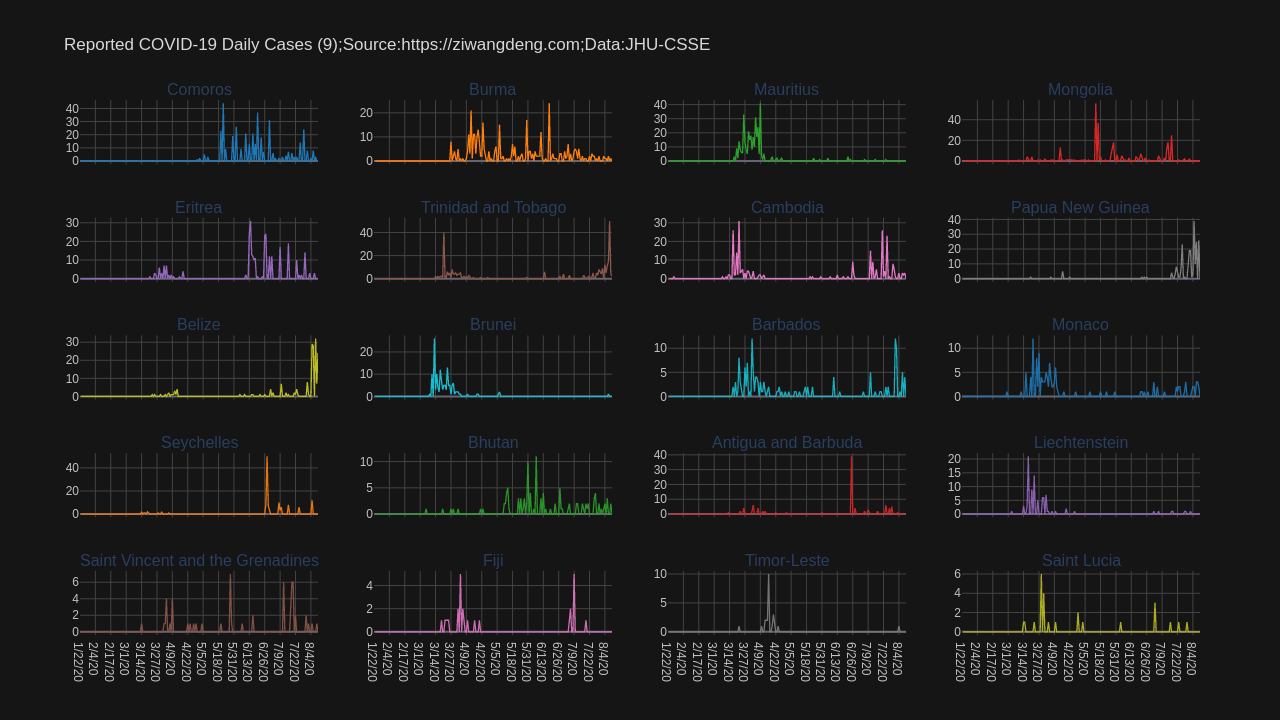 Reported COVID-19 Daily Cases (9);Source:https://ziwangdeng.com;Data:JHU-CSSE
Comoros Burma Mauritius Mongolia
40 30 20 10 0
20 10 0
40 30 20 10 0
40 20 0
Eritrea Trinidad and Tobago Cambodia Papua New Guinea
30 20 10 0
40 20 0
30 20 10 0
40 30 20 10 0
Belize Brunei Barbados Monaco
30 20 10 0
20 10 0
10 5 0
10 5 0
Seychelles Bhutan Antigua and Barbuda Liechtenstein
40 20 0
10 5 0
40 30 20 10 0
20 15 10 5 0
Saint Vincent and the Grenadines Fiji Timor-Leste Saint Lucia
6 4 2 0
4 2 0
10 5 0
6 4 2 0
1/22/20 2/4/20 2/17/20 3/1/20 3/14/20 3/27/20 4/9/20 4/22/20 5/5/20 5/18/20 5/31/20 6/13/20 6/26/20 7/9/20 7/22/20 8/4/20
1/22/20 2/4/20 2/17/20 3/1/20 3/14/20 3/27/20 4/9/20 4/22/20 5/5/20 5/18/20 5/31/20 6/13/20 6/26/20 7/9/20 7/22/20 8/4/20
1/22/20 2/4/20 2/17/20 3/1/20 3/14/20 3/27/20 4/9/20 4/22/20 5/5/20 5/18/20 5/31/20 6/13/20 6/26/20 7/9/20 7/22/20 8/4/20
1/22/20 2/4/20 2/17/20 3/1/20 3/14/20 3/27/20 4/9/20 4/22/20 5/5/20 5/18/20 5/31/20 6/13/20 6/26/20 7/9/20 7/22/20 8/4/20